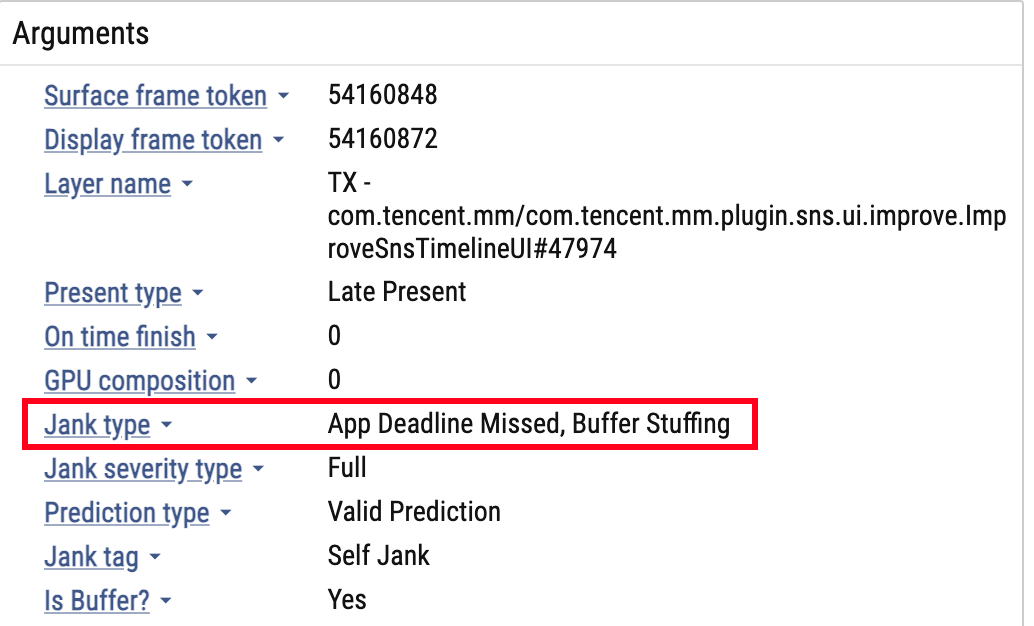 Arguments
Surface frame token 54160848
Display frame token 54160872
Layer name TX -
com.tencent.mm/com.tencent.mm.plugin.sns.ui.improve.Imp
roveSnsTimelineUI#47974
Present type Late Present
On time finish 0
GPU composition 0
Jank type App Deadline Missed, Buffer Stuffing
Jank severity type Full
Prediction type Valid Prediction
Jank tag Self Jank
Is Buffer? Yes